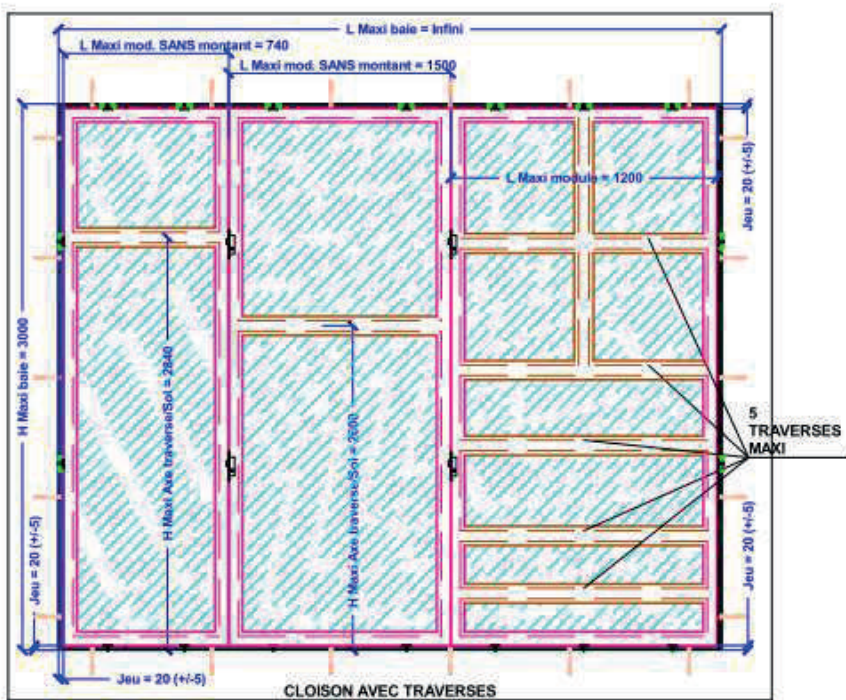 L Maxi baie = Infini
L Maxi mod. SANS montant = 740
L Maxi mod. SANS montant = 1500
L Maxi module = 1200
Jeu = 20 (+/-5)
H Maxi baie = 3000
H Maxi Axe traverse/Sol = 2840
H Maxi Axe traverse/Sol = 2600
5
TRAVERSES
MAXI
Jeu = 20 (+/-5)
Jeu = 20 (+/-5)
Jeu = 20 (+/-5)
CLOISON AVEC TRAVERSES